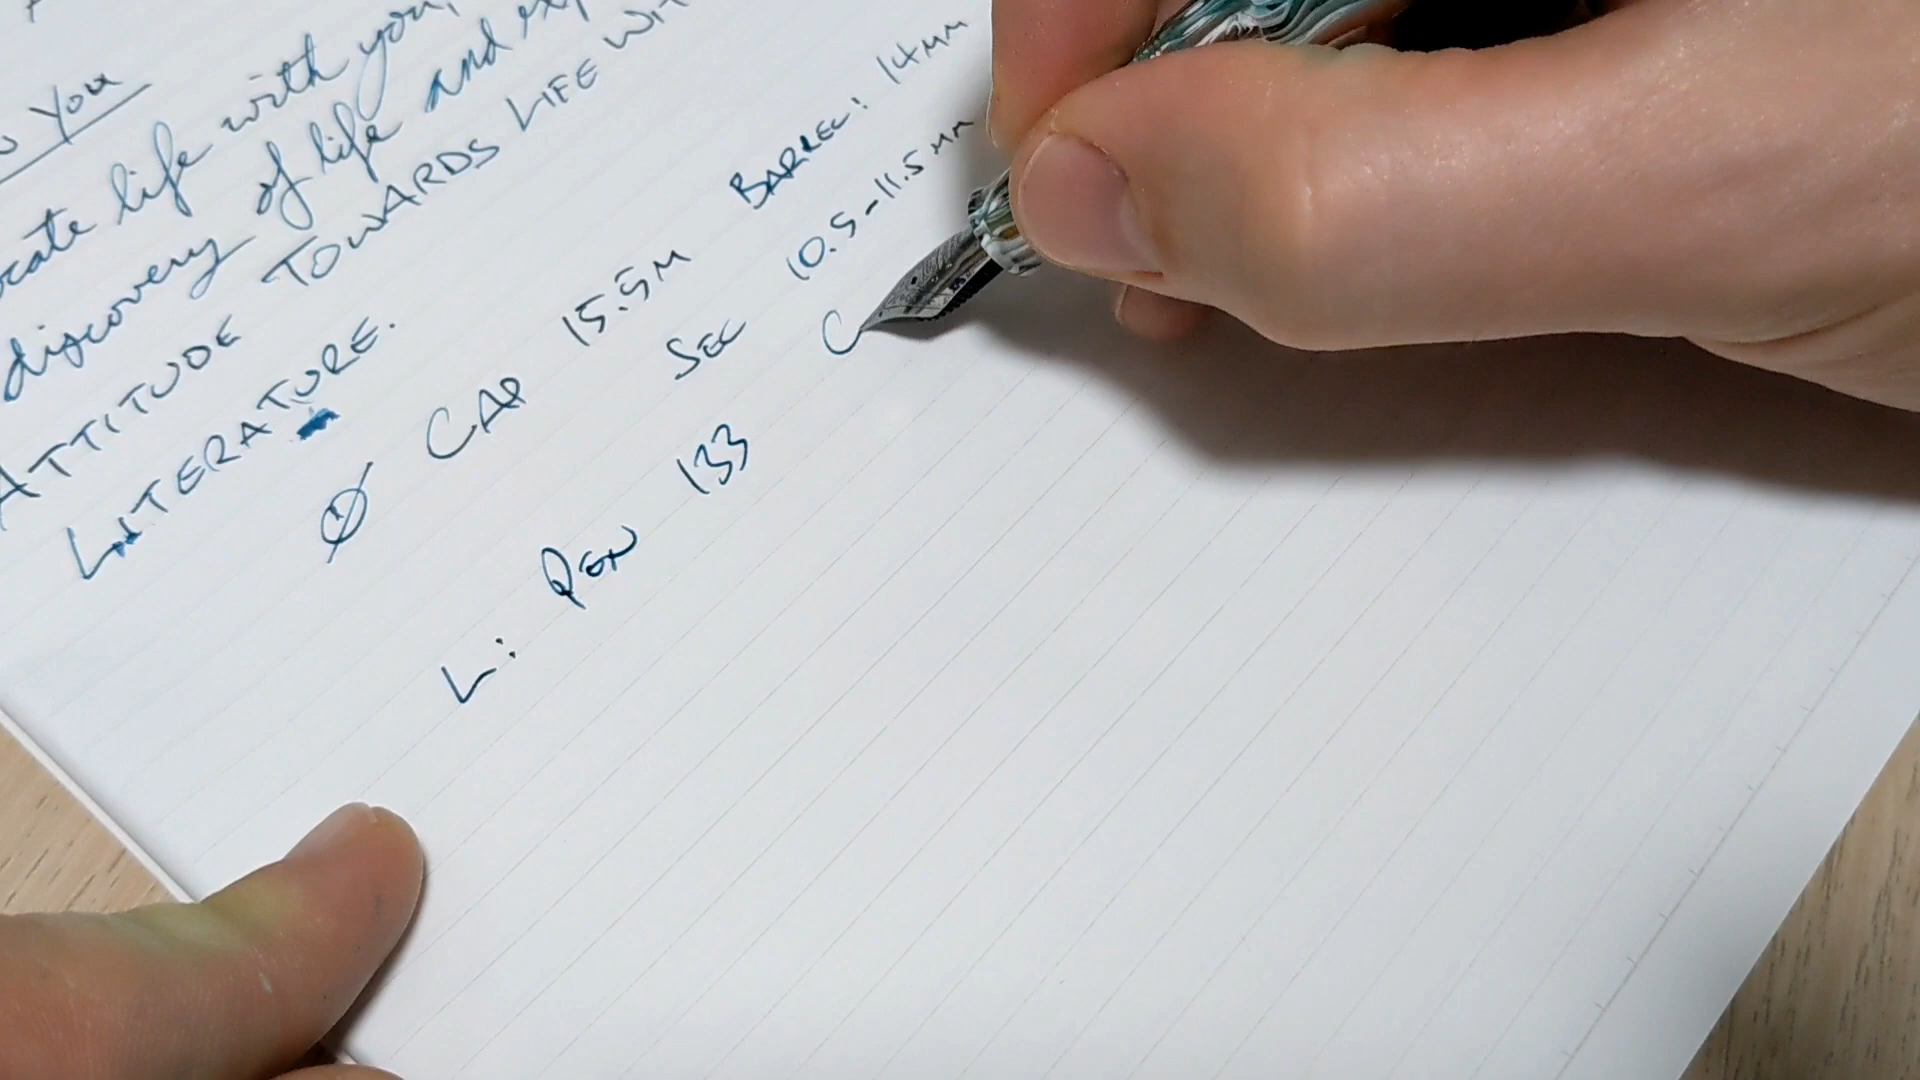 You
life with you,
discovery of life and
ATTITUDE TOWARDS LIFE WIT
LITERATURE.
Ø CAP 15.5M BARREL: 14MM
SEC 10.5-11.5MM
L: PEN 133 C